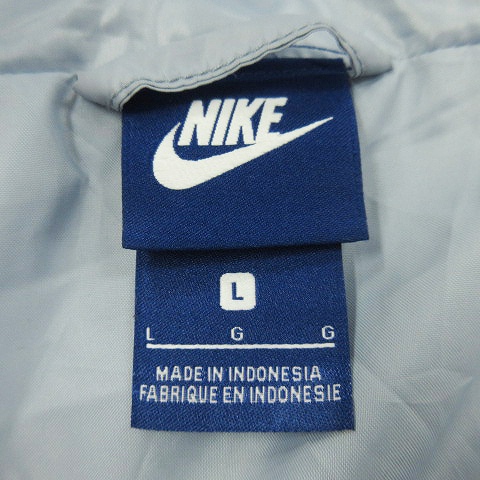 NIKE
L
L G G
MADE IN INDONESIA
FABRIQUE EN INDONESIE